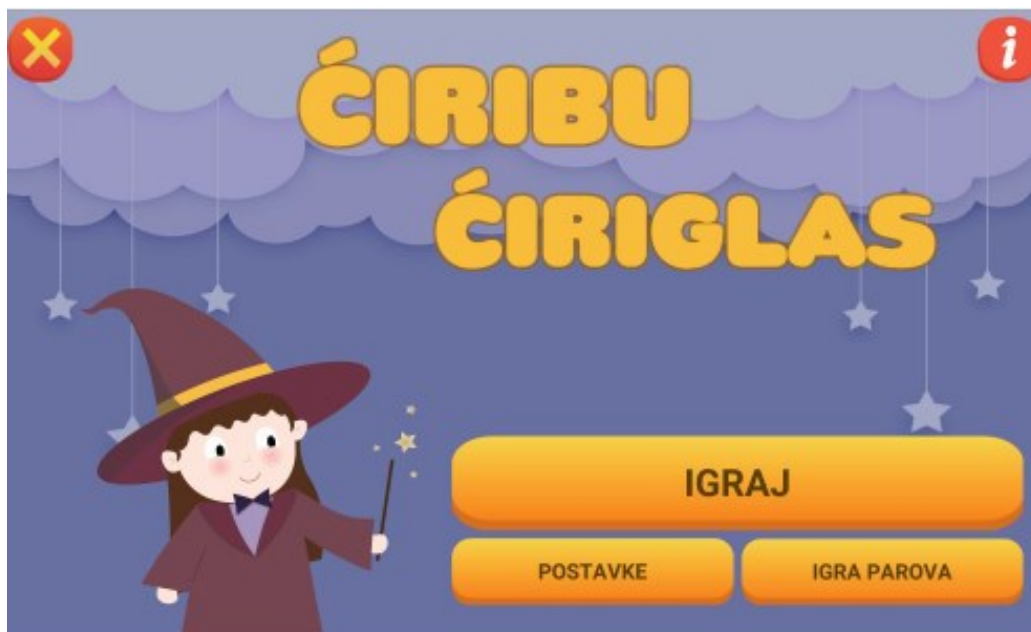 ĆIRIBU
ĆIRIGLAS
i
IGRAJ
POSTAVKE
IGRA PAROVA